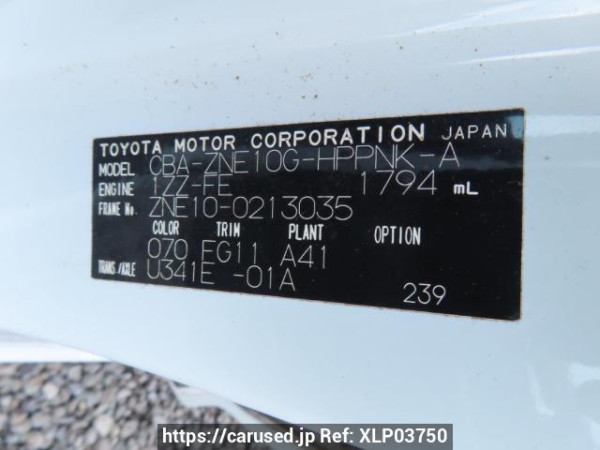 TOYOTA MOTOR CORPORATION JAPAN
MODEL CBA-ZNE10G-HPPNK-A
ENGINE 1ZZ-FE 1794 mL
FRAME No. ZNE10-0213035
COLOR TRIM PLANT OPTION
070 FG11 A41
TRANS/AXLE U341E -01A
239
https://carused.jp Ref: XLP03750